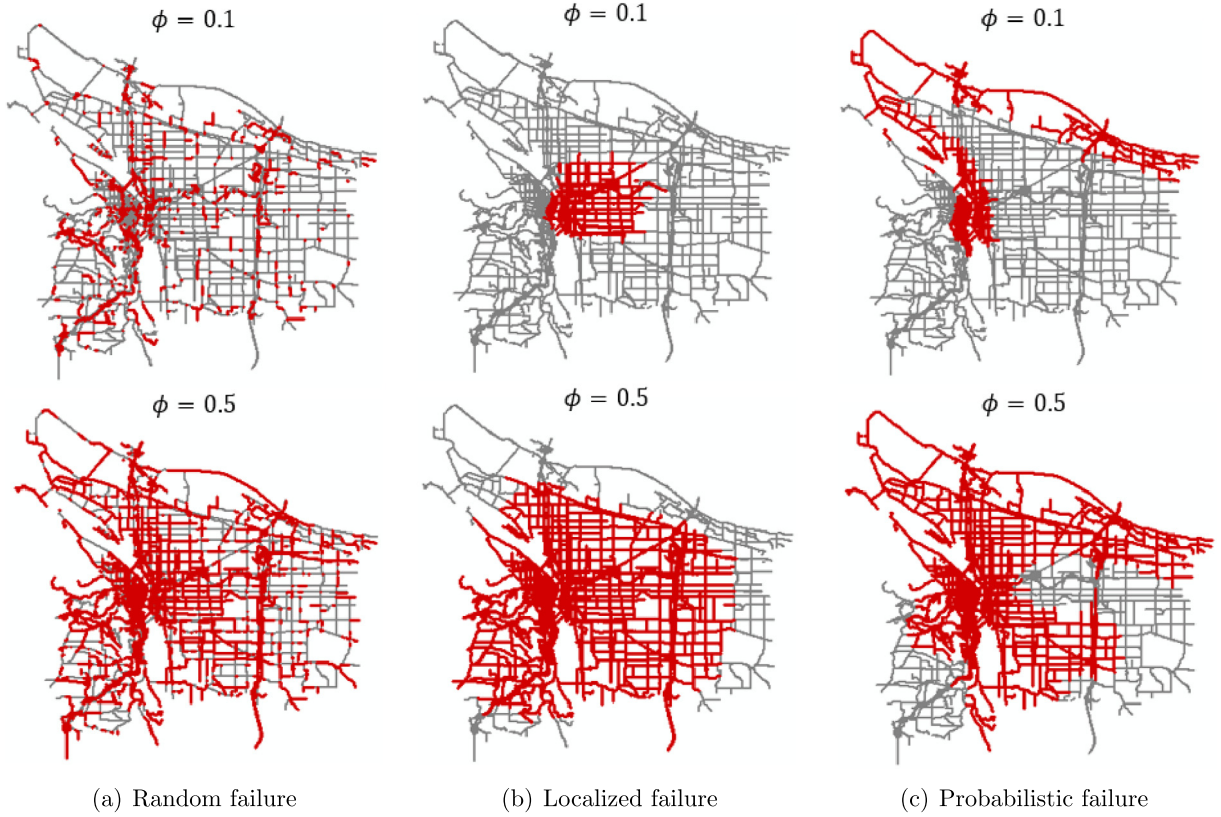 ϕ = 0.1
ϕ = 0.1
ϕ = 0.1
ϕ = 0.5
ϕ = 0.5
ϕ = 0.5
(a) Random failure
(b) Localized failure
(c) Probabilistic failure